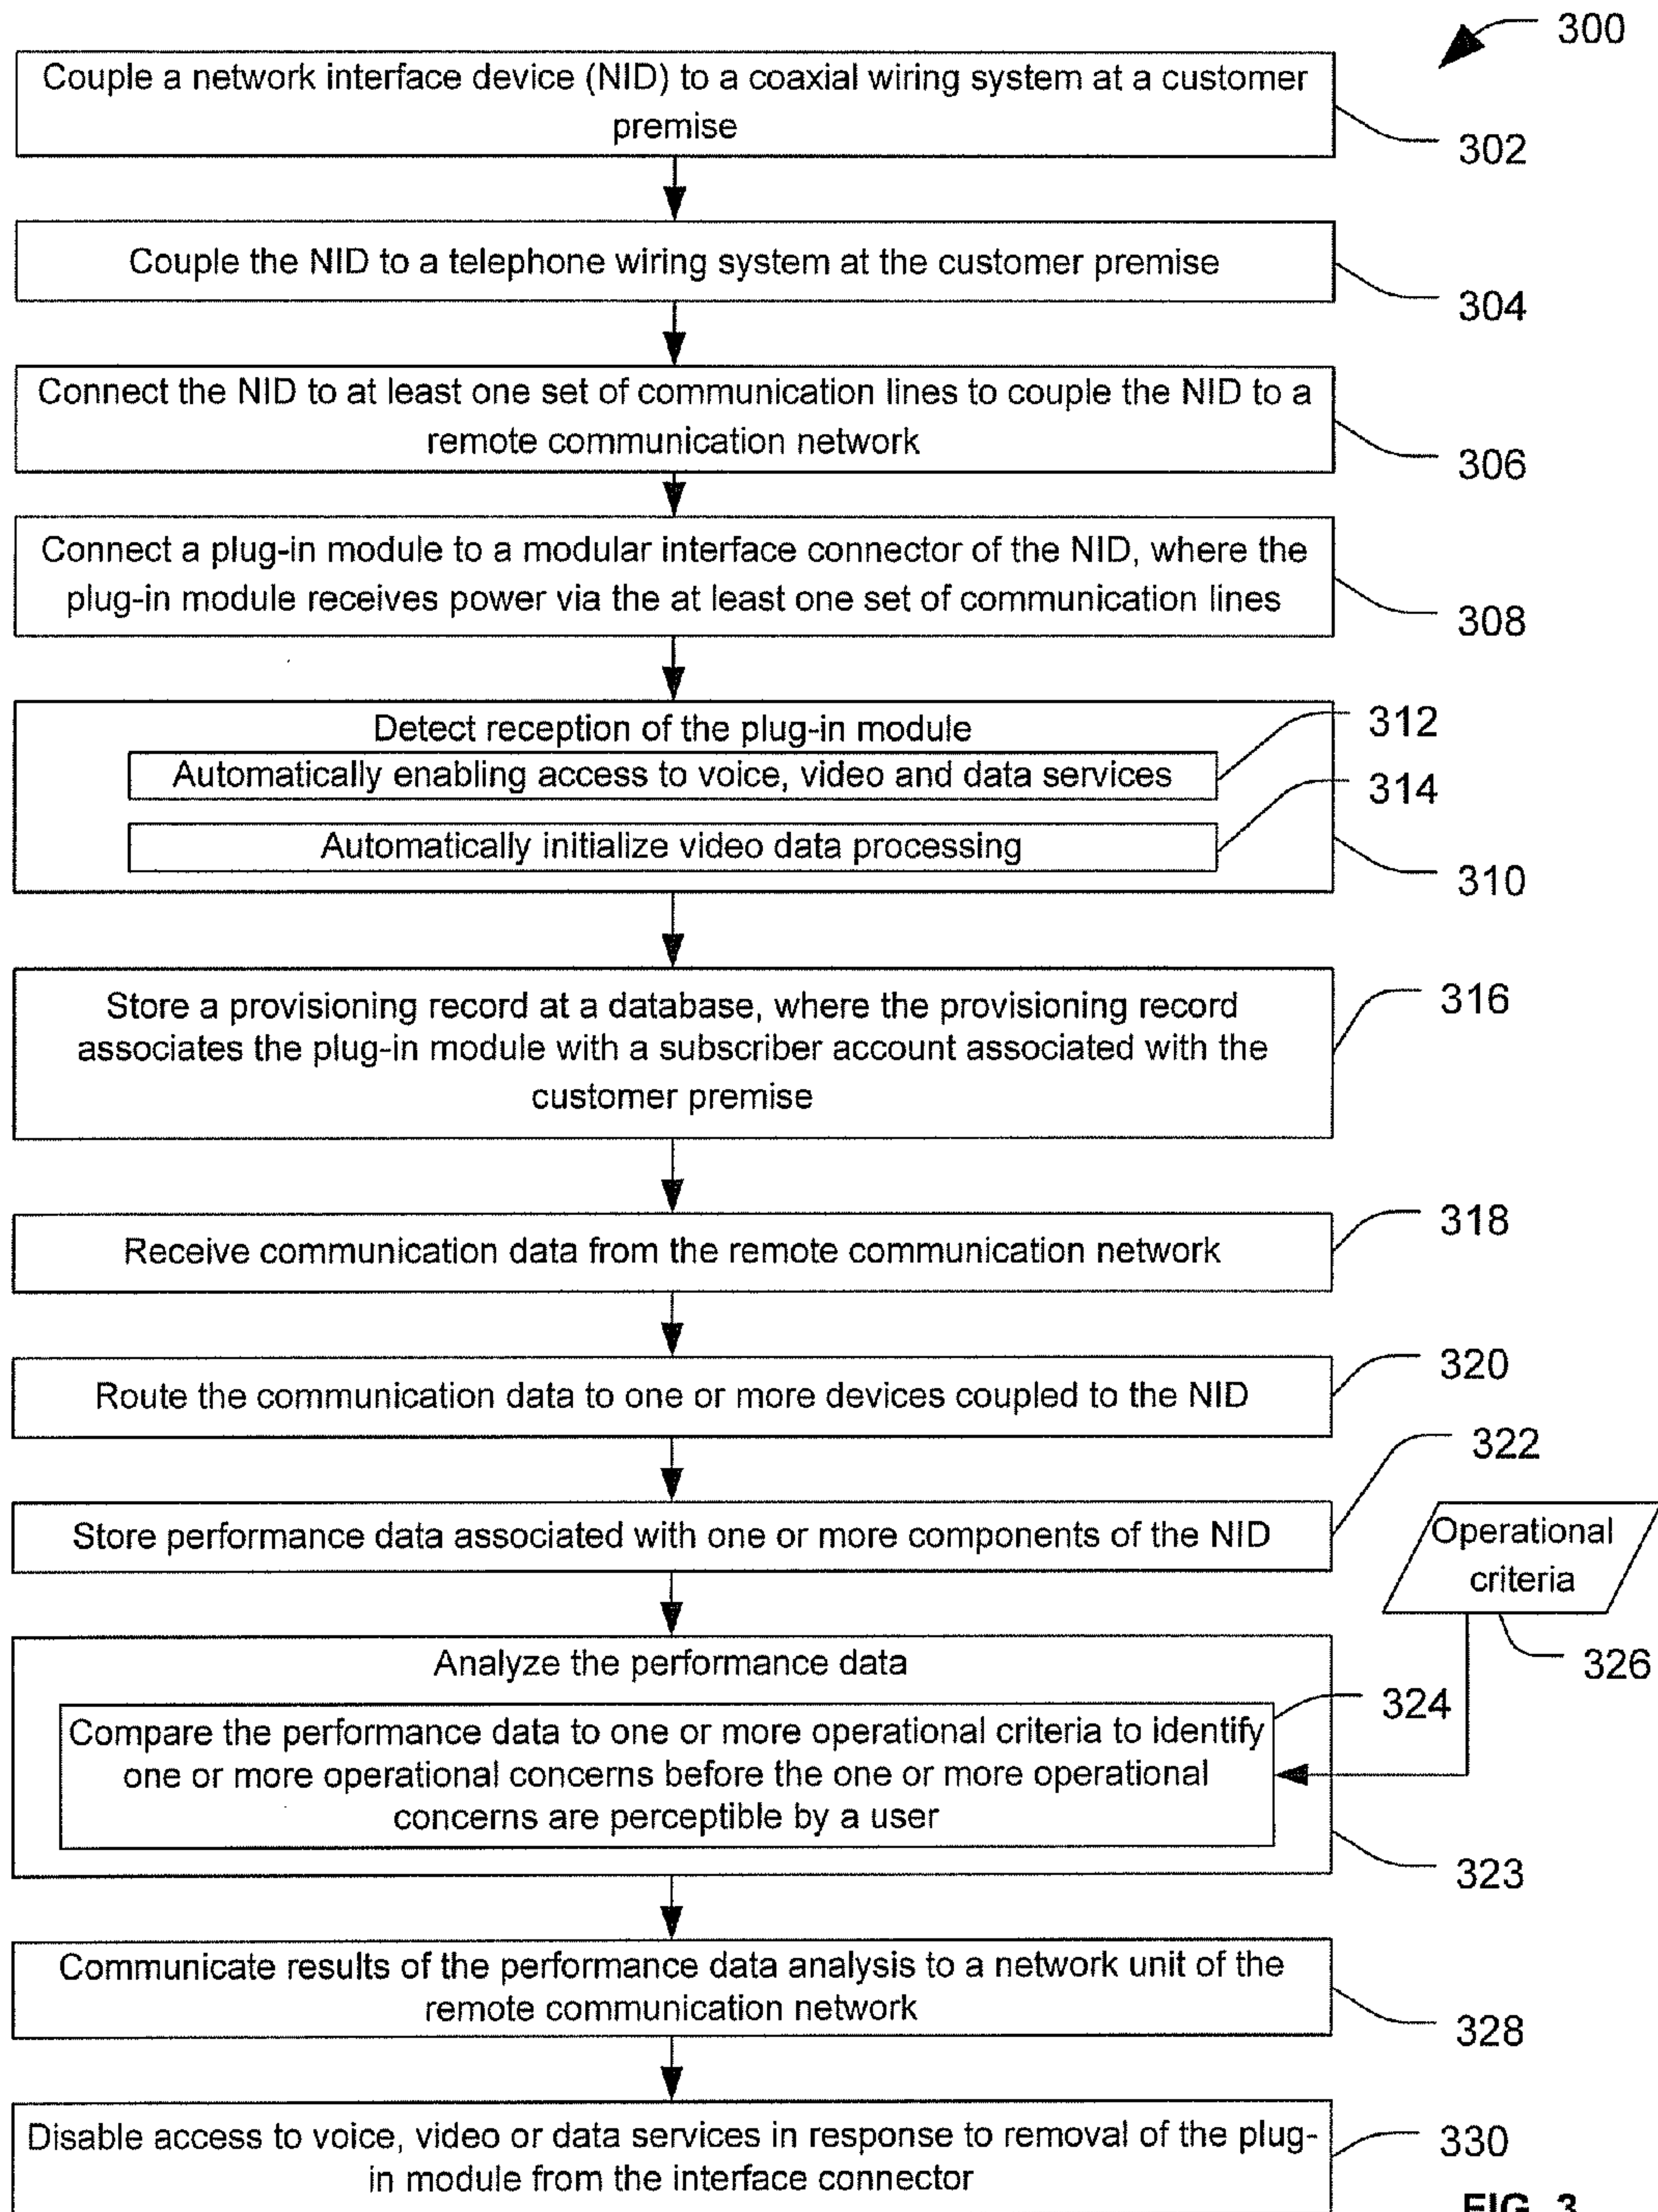 300
Couple a network interface device (NID) to a coaxial wiring system at a customer
premise
302
Couple the NID to a telephone wiring system at the customer premise
304
Connect the NID to at least one set of communication lines to couple the NID to a
remote communication network
306
Connect a plug-in module to a modular interface connector of the NID, where the
plug-in module receives power via the at least one set of communication lines
308
Detect reception of the plug-in module
312
Automatically enabling access to voice, video and data services
314
Automatically initialize video data processing
310
Store a provisioning record at a database, where the provisioning record
associates the plug-in module with a subscriber account associated with the
customer premise
316
Receive communication data from the remote communication network
318
Route the communication data to one or more devices coupled to the NID
320
322
Store performance data associated with one or more components of the NID
Operational
criteria
326
Analyze the performance data
324
Compare the performance data to one or more operational criteria to identify
one or more operational concerns before the one or more operational
concerns are perceptible by a user
323
Communicate results of the performance data analysis to a network unit of the
remote communication network
328
Disable access to voice, video or data services in response to removal of the plug-
in module from the interface connector
330
FIG. 3